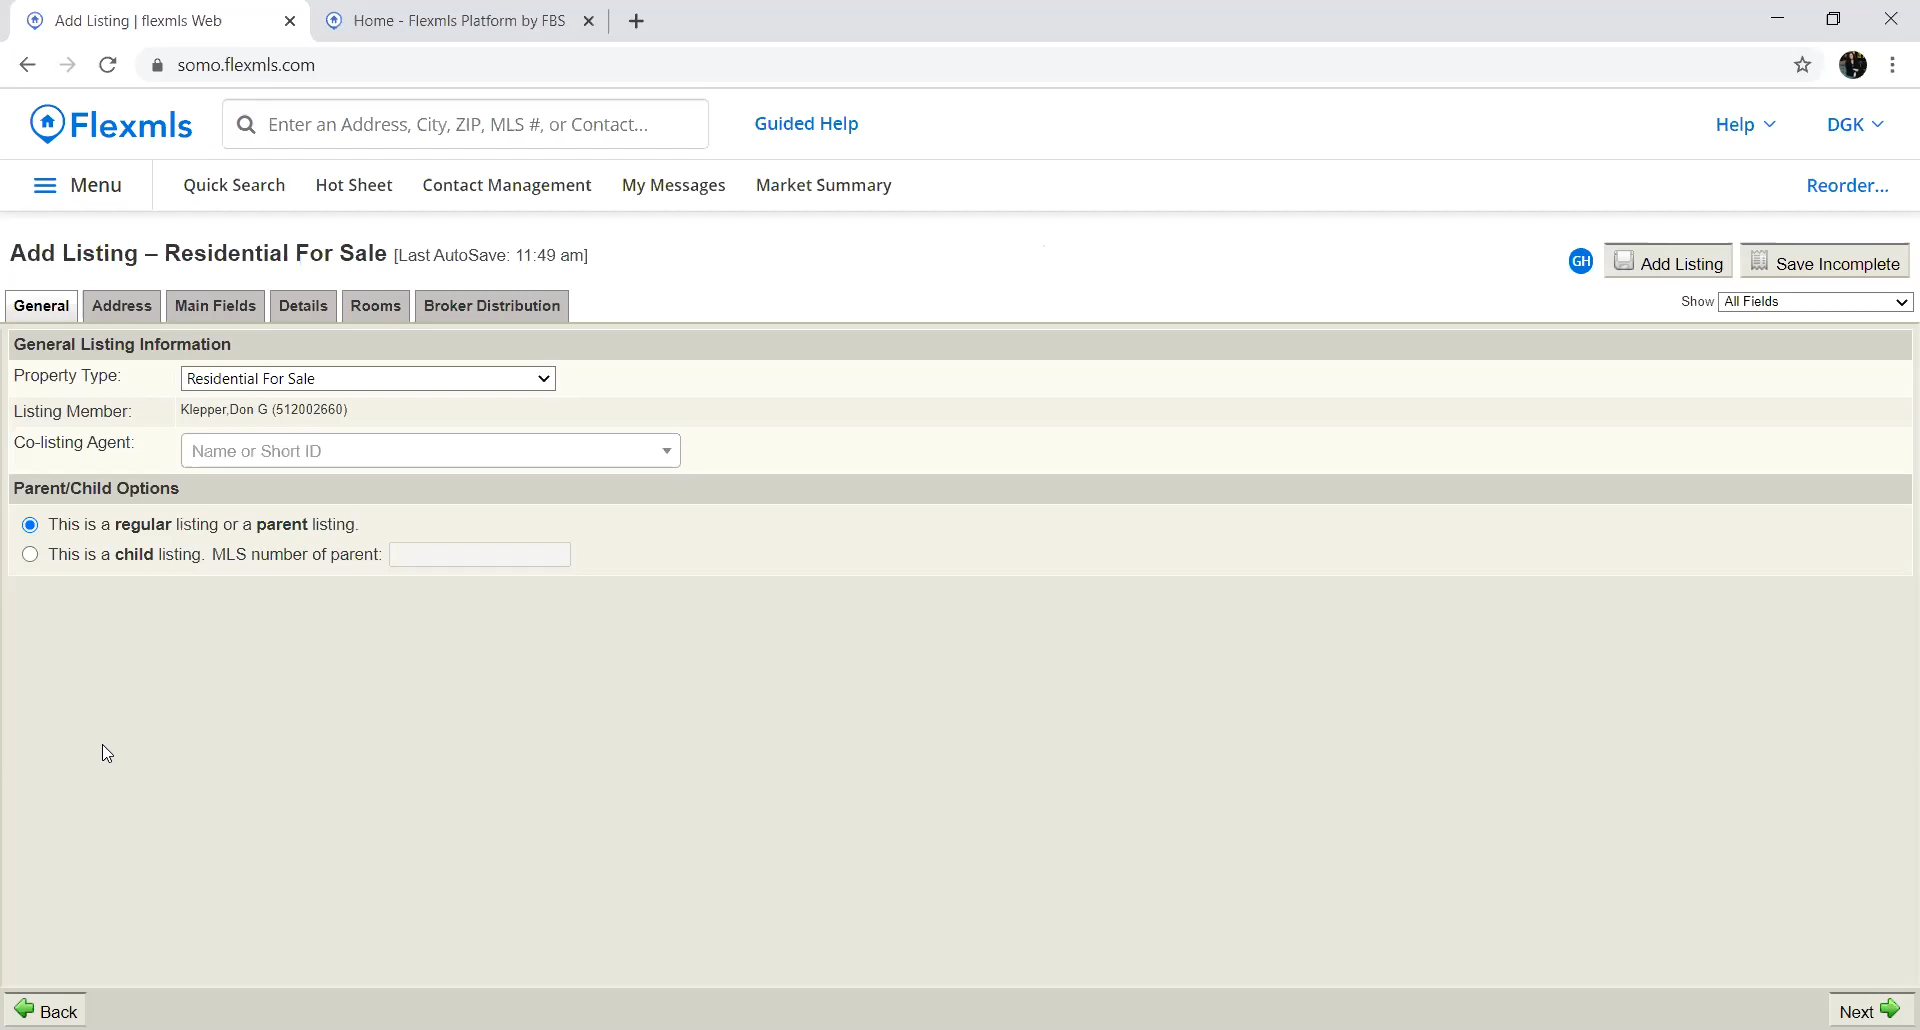 Add Listing | flexmls Web
Home - Flexmls Platform by FBS
somo.flexmls.com
Flexmls
Enter an Address, City, ZIP, MLS #, or Contact...
Guided Help
Help
DGK
Menu
Quick Search
Hot Sheet
Contact Management
My Messages
Market Summary
Reorder...
Add Listing – Residential For Sale [Last AutoSave: 11:49 am]
GH
Add Listing
Save Incomplete
General
Address
Main Fields
Details
Rooms
Broker Distribution
Show All Fields
General Listing Information
Property Type: Residential For Sale
Listing Member: Klepper,Don G (512002660)
Co-listing Agent: Name or Short ID
Parent/Child Options
This is a regular listing or a parent listing.
This is a child listing. MLS number of parent:
Back
Next